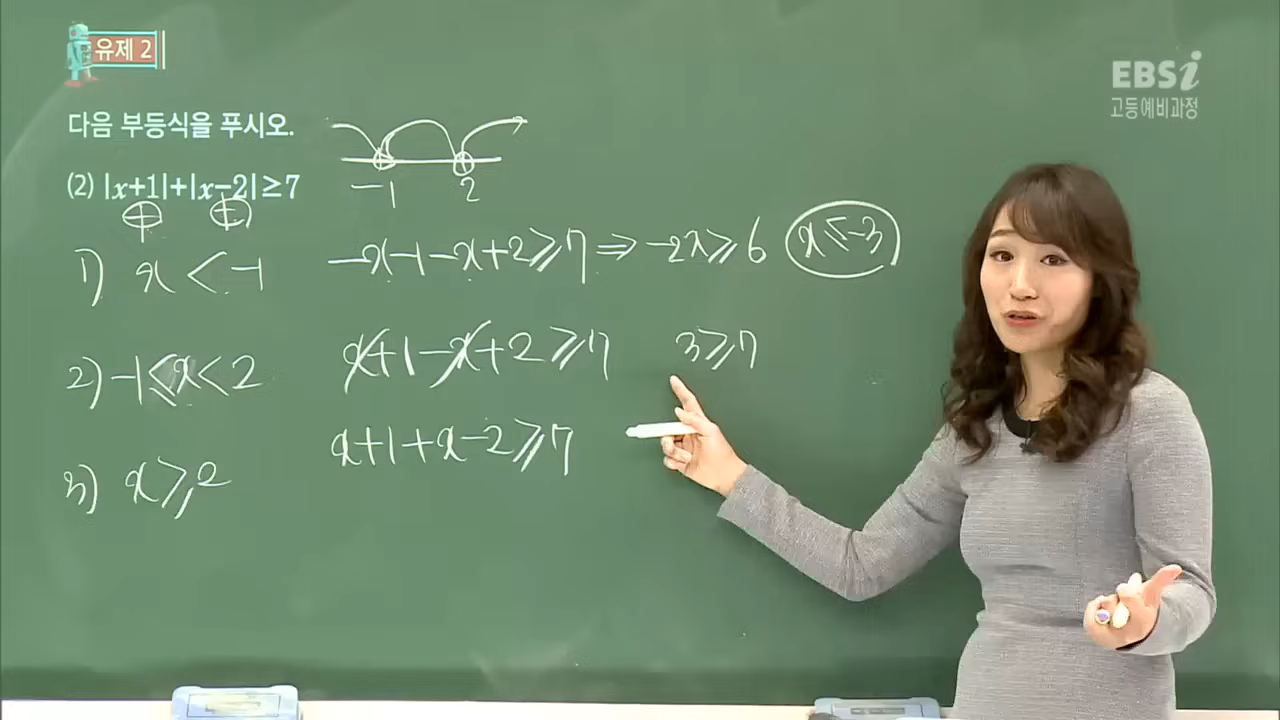 유제 2
EBSi
고등예비과정
다음 부등식을 푸시오.
(2) |x+1|+|x-2|≥7
-1 2
+ +
1) x < -1 -x-1-x+2≥7 ⇒ -2x≥6 x≤-3
2) -1≤x<2 x+1-x+2≥7 3≥7
3) x≥2 x+1+x-2≥7